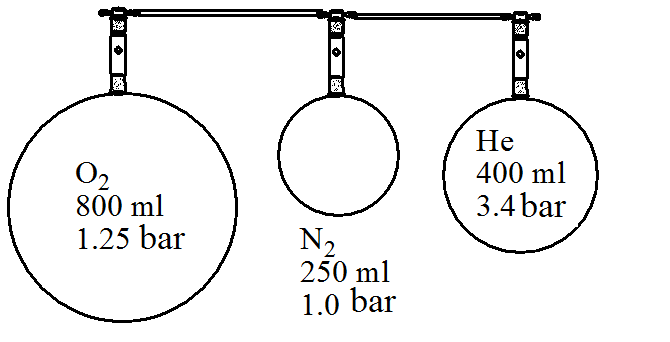 O₂
800 ml
1.25 bar
N₂
250 ml
1.0 bar
He
400 ml
3.4 bar